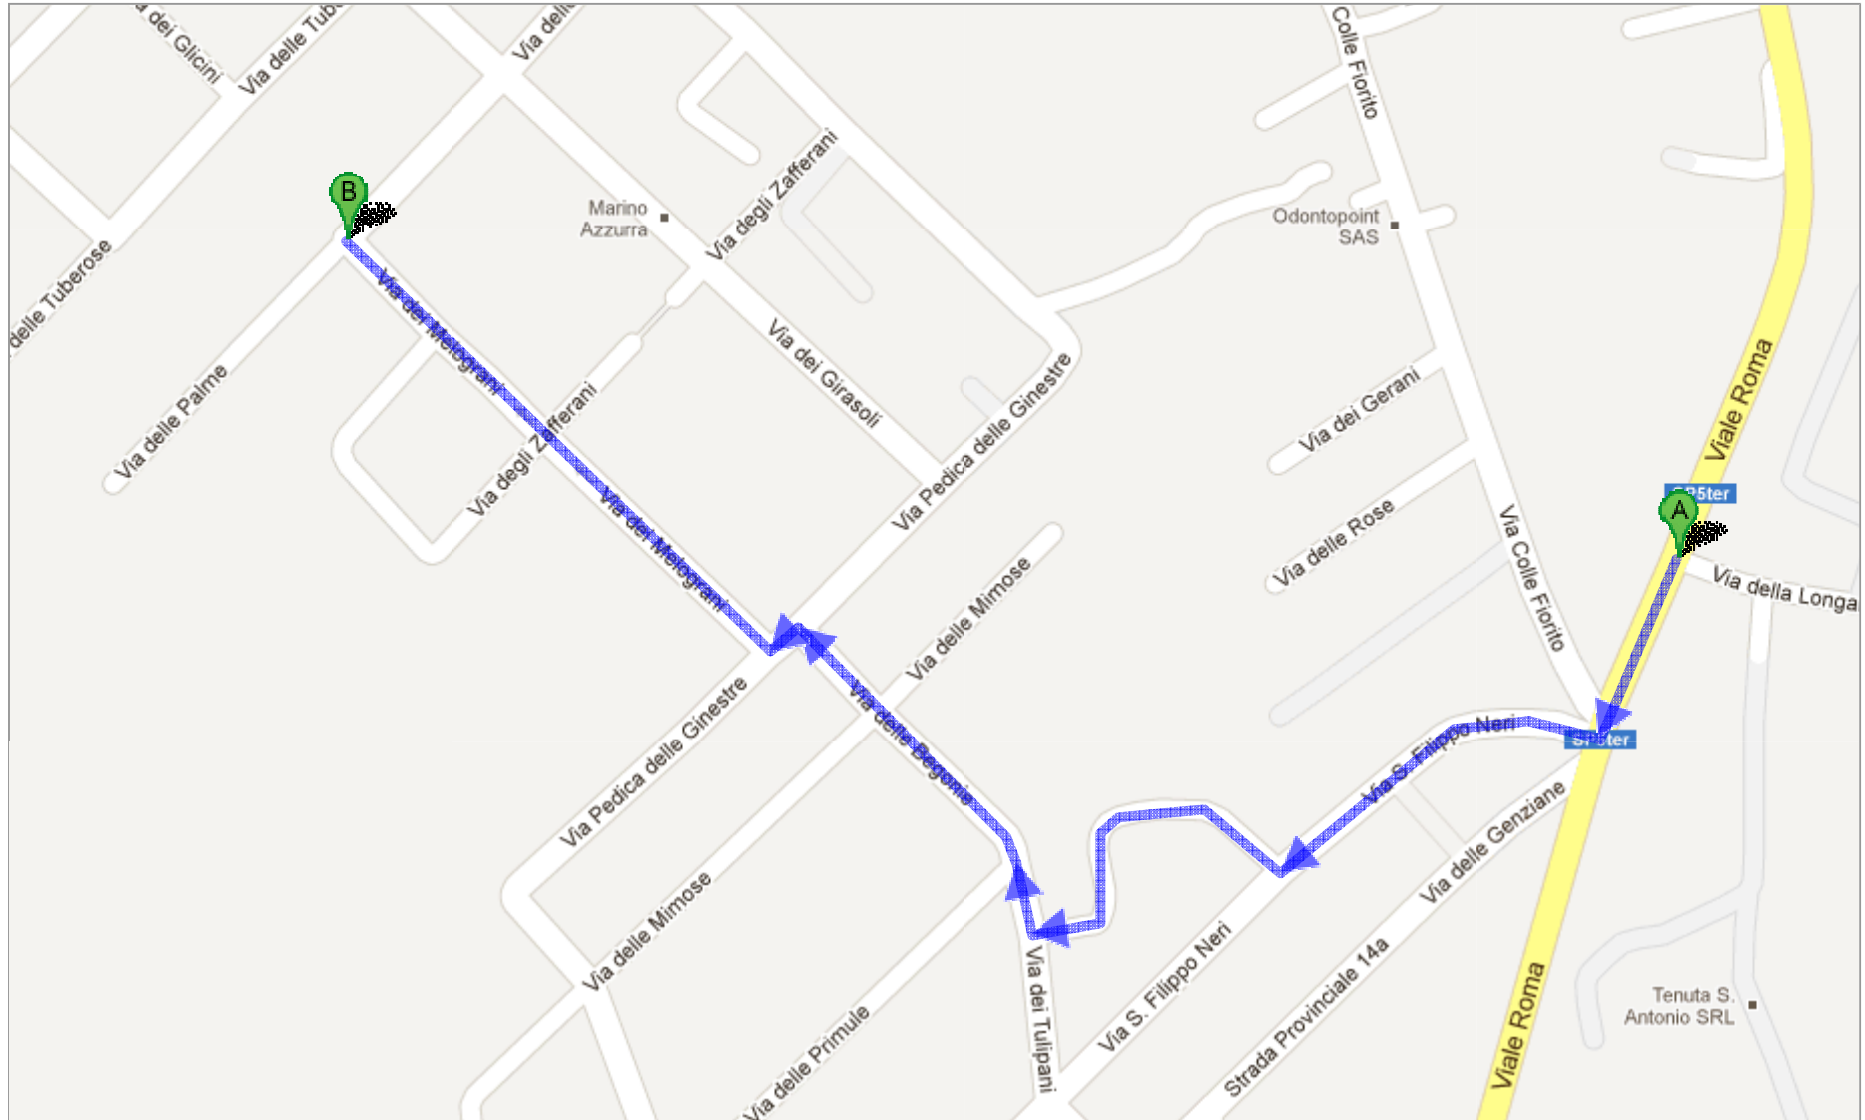 dei Glicini
Via delle Tub
Via dell
Colle Fiorito
B
Marino
Azzurra
Via degli Zafferani
Odontopoint
SAS
delle Tuberose
Via dei Melograni
Via dei Girasoli
Via delle Palme
Via degli Zafferani
Via Pedica delle Ginestre
Via dei Gerani
Viale Roma
SP5ter
A
Via delle Rose
Via Colle Fiorito
Via dei Melograni
Via delle Mimose
Via della Longa
Via delle Begonie
Via Pedica delle Ginestre
Via S. Filippo Neri
SP5ter
Via delle Genziane
Via delle Mimose
Via dei Tulipani
Via S. Filippo Neri
Strada Provinciale 14a
Viale Roma
Tenuta S.
Antonio SRL
Via delle Primule